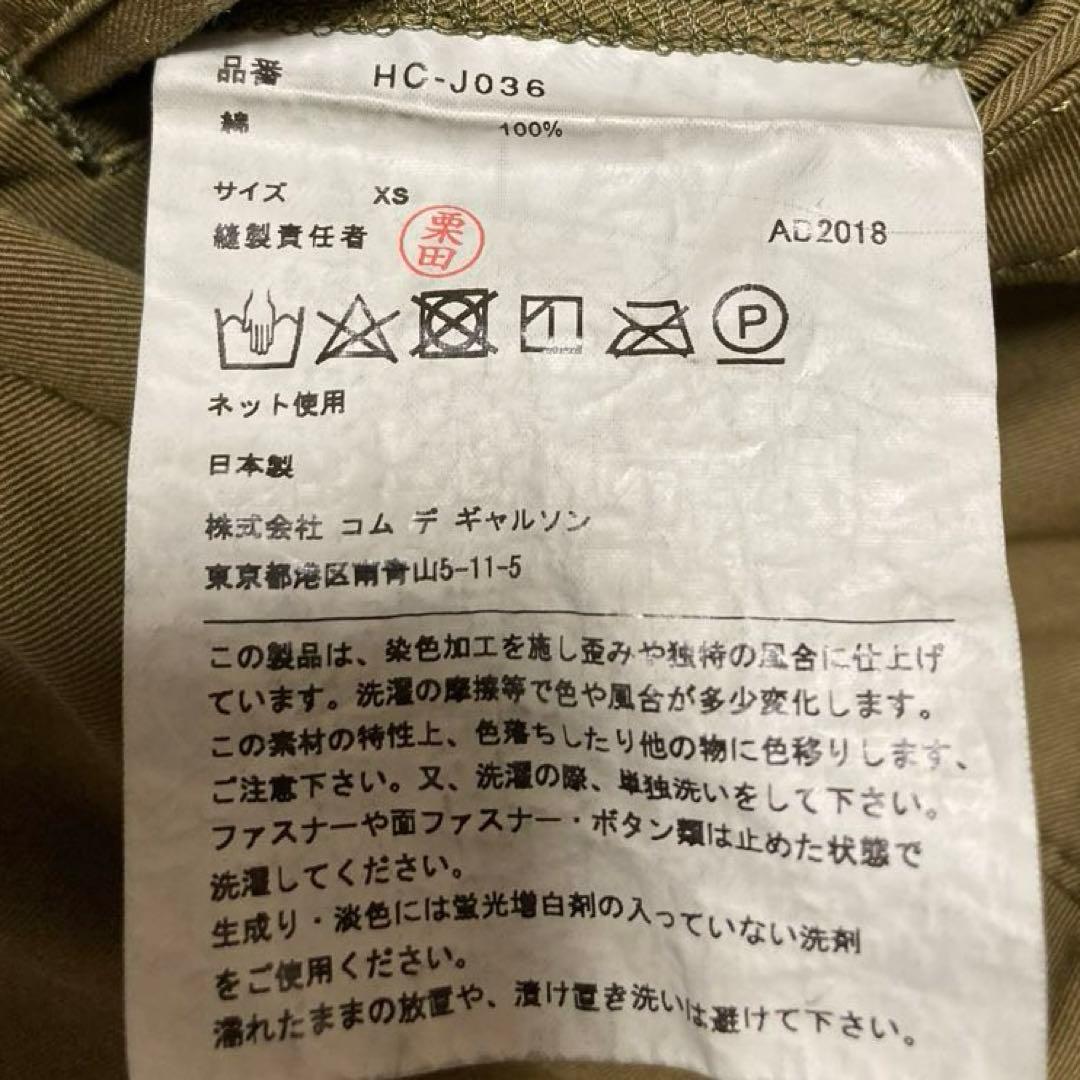 品番 HC-J036
綿 100%
サイズ XS
縫製責任者 栗田 AD2018
P
ネット使用
日本製
株式会社 コム デ ギャルソン
東京都港区南青山5-11-5
この製品は、染色加工を施し歪みや独特の風合に仕上げ
ています。洗濯の摩擦等で色や風合が多少変化します。
この素材の特性上、色落ちしたり他の物に色移りします、
ご注意下さい。又、洗濯の際、単独洗いをして下さい。
ファスナーや面ファスナー・ボタン類は止めた状態で
洗濯してください。
生成り・淡色には蛍光増白剤の入っていない洗剤
をご使用ください。
濡れたままの放置や、漬け置き洗いは避けて下さい。